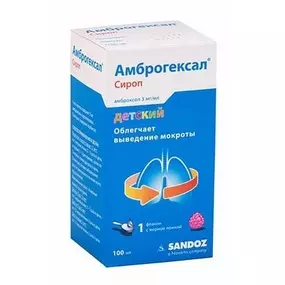 Амброгексал®
Сироп
амброксол 3 мг/мл
детский
Облегчает
выведение мокроты
1 флакон
с мерной ложкой
100 мл
SANDOZ
a Novartis company